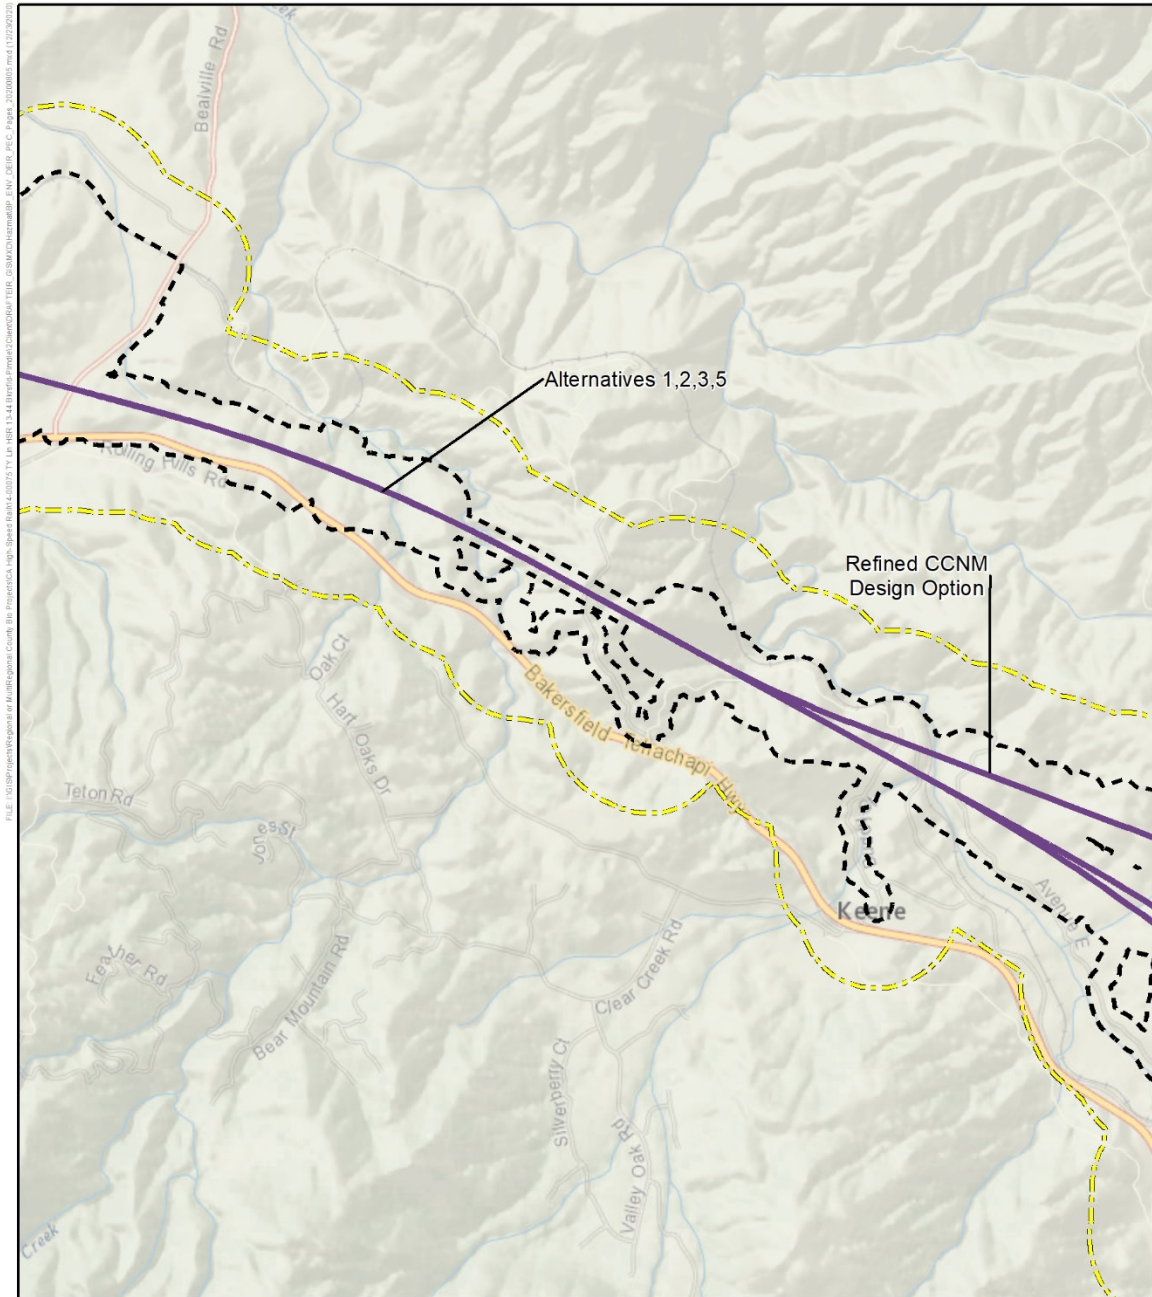 Creek
Bealville Rd
Alternatives 1,2,3,5
Rolling Hills Rd
Refined CCNM
Design Option
Oak Ct
Hart Oaks Dr
Bakersfield-Tehachapi Hwy
Teton Rd
Jones St
Keene
Avenue E
Feather Rd
Bear Mountain Rd
Clear Creek Rd
Silverberry Ct
Valley Oak Rd
Creek